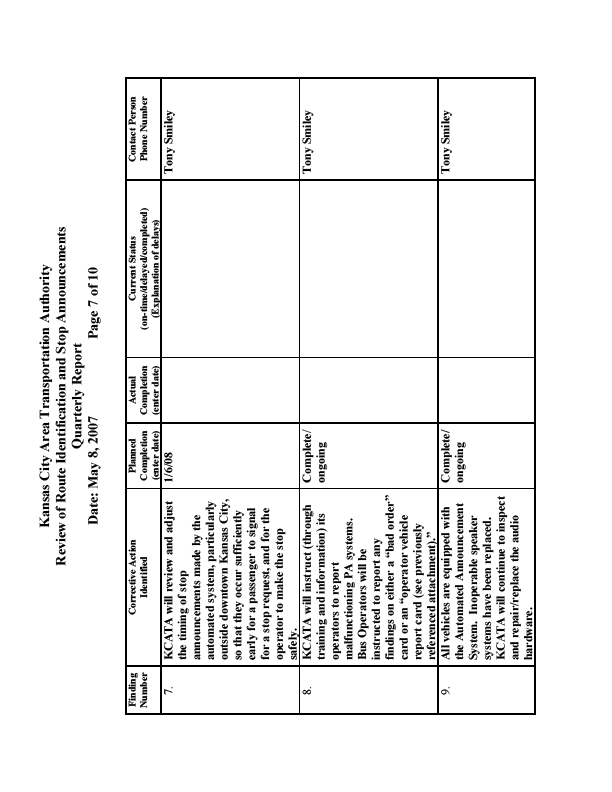 Kansas City Area Transportation Authority
Review of Route Identification and Stop Announcements
Quarterly Report
Date: May 8, 2007 Page 7 of 10
Finding
Number
Corrective Action
Identified
Planned
Completion
(enter date)
Actual
Completion
(enter date)
Current Status
(on-time/delayed/completed)
(Explanation of delays)
Contact Person
Phone Number
7.
KCATA will review and adjust
the timing of stop
announcements made by the
automated system, particularly
outside downtown Kansas City,
so that they occur sufficiently
early for a passenger to signal
for a stop request, and for the
operator to make the stop
safely.
1/6/08
Tony Smiley
8.
KCATA will instruct (through
training and information) its
operators to report
malfunctioning PA systems.
Bus Operators will be
instructed to report any
findings on either a “bad order”
card or an “operator vehicle
report card (see previously
referenced attachment).”
Complete/
ongoing
Tony Smiley
9.
All vehicles are equipped with
the Automated Announcement
System. Inoperable speaker
systems have been replaced.
KCATA will continue to inspect
and repair/replace the audio
hardware.
Complete/
ongoing
Tony Smiley